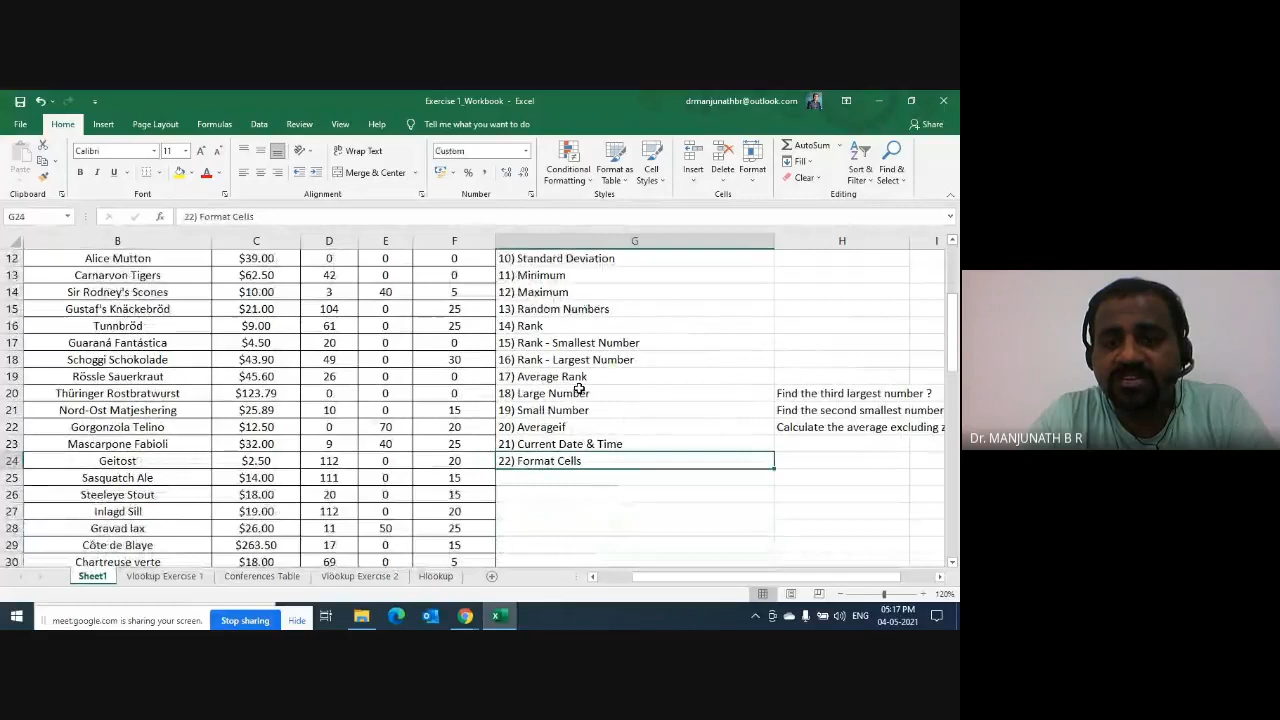 Exercise 1_Workbook - Excel
drmanjunathbr@outlook.com
File Home Insert Page Layout Formulas Data Review View Help Tell me what you want to do Share
Calibri 11 Wrap Text Custom AutoSum
Paste Merge & Center Conditional Formatting Format as Table Cell Styles Insert Delete Format Fill Clear Sort & Filter Find & Select
Clipboard Font Alignment Number Styles Cells Editing
G24 22) Format Cells
B C D E F G H I
12 Alice Mutton $39.00 0 0 0 10) Standard Deviation
13 Carnarvon Tigers $62.50 42 0 0 11) Minimum
14 Sir Rodney's Scones $10.00 3 40 5 12) Maximum
15 Gustaf's Knäckebröd $21.00 104 0 25 13) Random Numbers
16 Tunnbröd $9.00 61 0 25 14) Rank
17 Guaraná Fantástica $4.50 20 0 0 15) Rank - Smallest Number
18 Schoggi Schokolade $43.90 49 0 30 16) Rank - Largest Number
19 Rössle Sauerkraut $45.60 26 0 0 17) Average Rank
20 Thüringer Rostbratwurst $123.79 0 0 0 18) Large Number Find the third largest number ?
21 Nord-Ost Matjeshering $25.89 10 0 15 19) Small Number Find the second smallest number
22 Gorgonzola Telino $12.50 0 70 20 20) Averageif Calculate the average excluding z
23 Mascarpone Fabioli $32.00 9 40 25 21) Current Date & Time
24 Geitost $2.50 112 0 20 22) Format Cells
25 Sasquatch Ale $14.00 111 0 15
26 Steeleye Stout $18.00 20 0 15
27 Inlagd Sill $19.00 112 0 20
28 Gravad lax $26.00 11 50 25
29 Côte de Blaye $263.50 17 0 15
30 Chartreuse verte $18.00 69 0 5
Sheet1 Vlookup Exercise 1 Conferences Table Vlookup Exercise 2 Hlookup
120%
meet.google.com is sharing your screen. Stop sharing Hide
ENG 05:17 PM
04-05-2021
Dr. MANJUNATH B R